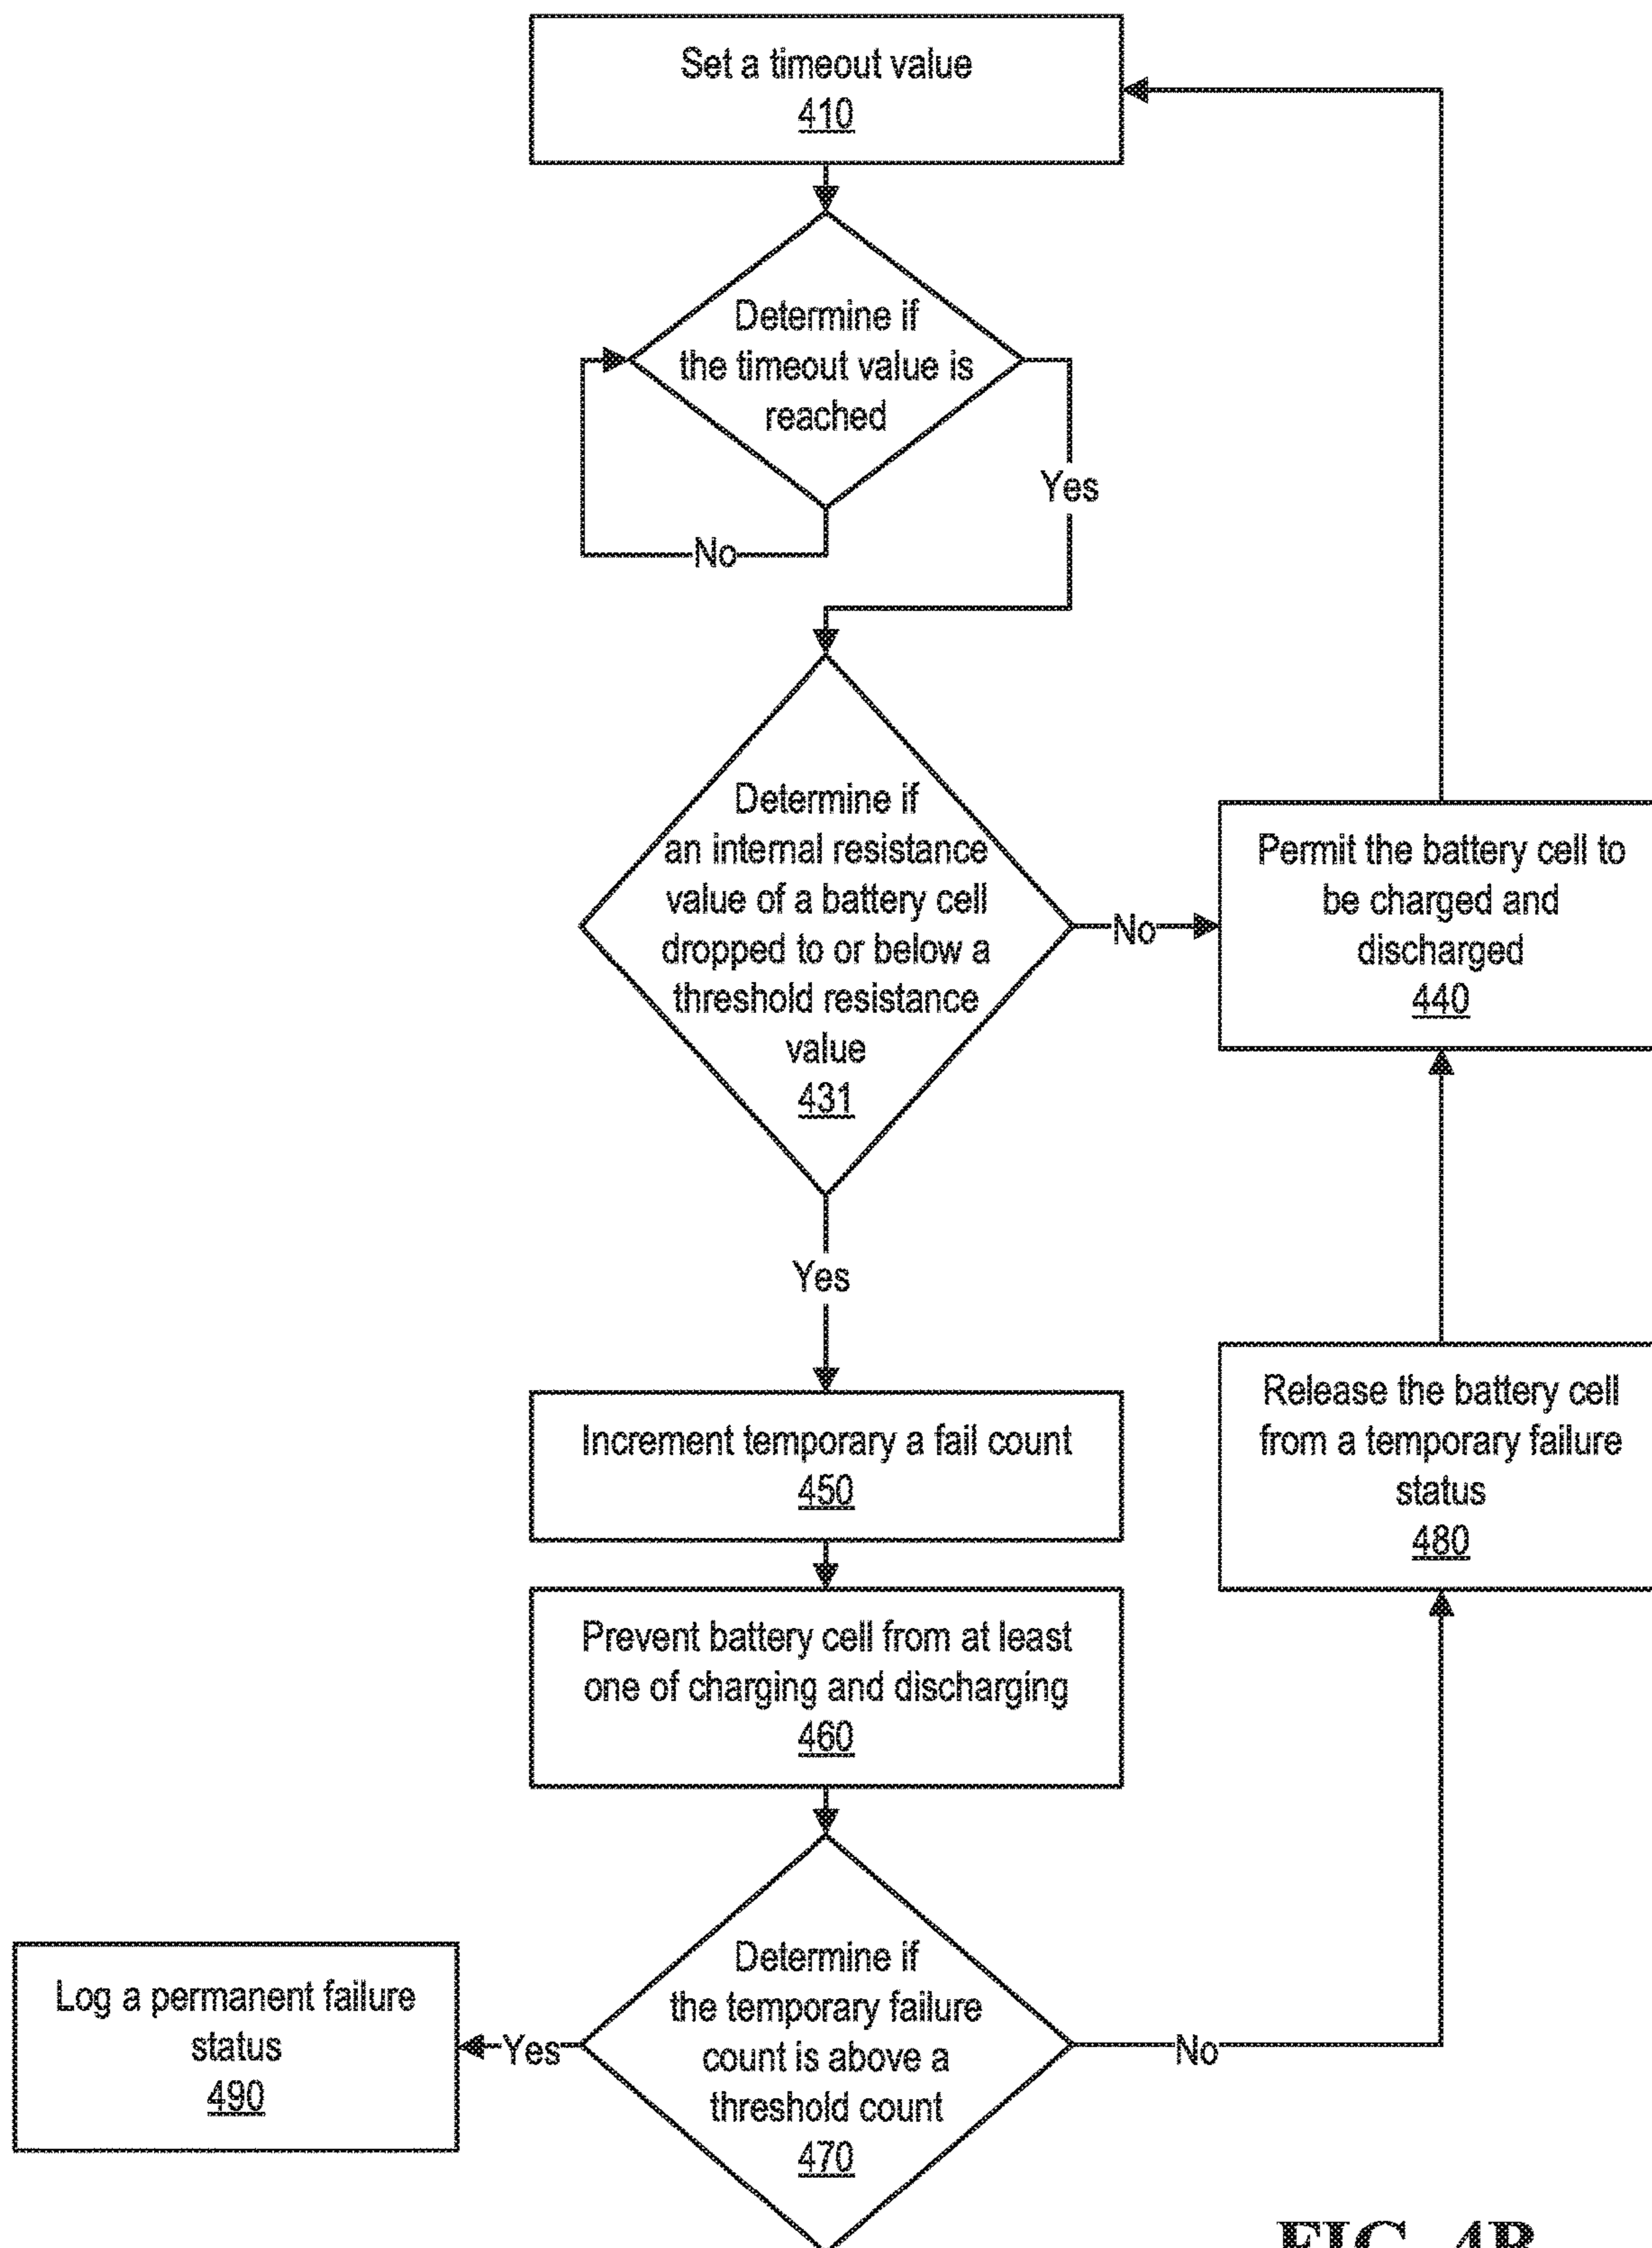 Set a timeout value
410
Determine if
the timeout value is
reached
Yes
No
Determine if
an internal resistance
value of a battery cell
dropped to or below a
threshold resistance
value
431
No
Permit the battery cell to
be charged and
discharged
440
Yes
Increment temporary a fail count
450
Release the battery cell
from a temporary failure
status
480
Prevent battery cell from at least
one of charging and discharging
460
Determine if
the temporary failure
count is above a
threshold count
470
Yes
No
Log a permanent failure
status
490
FIG. 4B